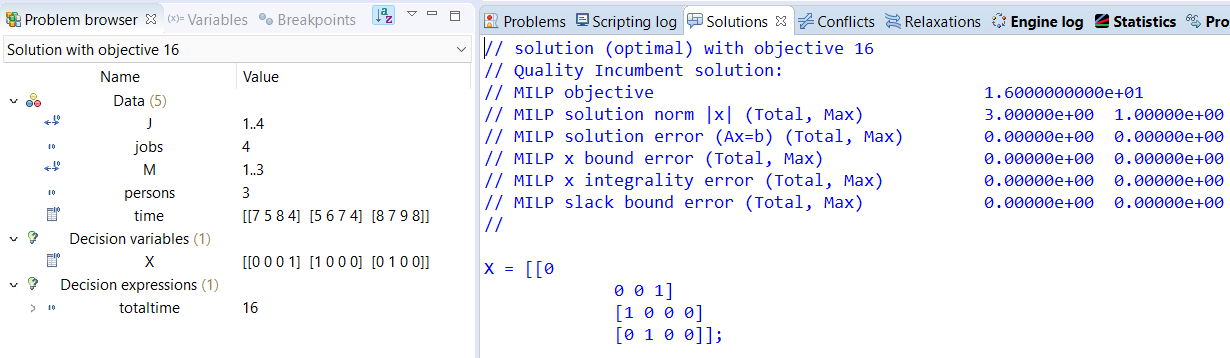 Problem browser (x)= Variables Breakpoints
Solution with objective 16
Name Value
Data (5)
J 1..4
jobs 4
M 1..3
persons 3
time [[7 5 8 4] [5 6 7 4] [8 7 9 8]]
Decision variables (1)
X [[0 0 0 1] [1 0 0 0] [0 1 0 0]]
Decision expressions (1)
totaltime 16
Problems Scripting log Solutions Conflicts Relaxations Engine log Statistics Pro
// solution (optimal) with objective 16
// Quality Incumbent solution:
// MILP objective 1.6000000000e+01
// MILP solution norm |x| (Total, Max) 3.00000e+00 1.00000e+00
// MILP solution error (Ax=b) (Total, Max) 0.00000e+00 0.00000e+00
// MILP x bound error (Total, Max) 0.00000e+00 0.00000e+00
// MILP x integrality error (Total, Max) 0.00000e+00 0.00000e+00
// MILP slack bound error (Total, Max) 0.00000e+00 0.00000e+00
//
X = [[0
0 0 1]
[1 0 0 0]
[0 1 0 0]];